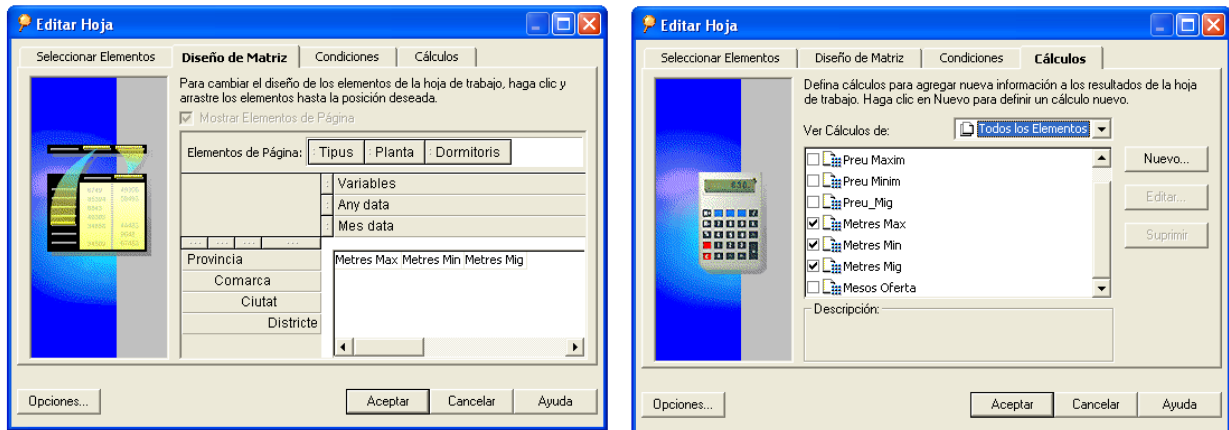 Editar Hoja
Seleccionar Elementos
Diseño de Matriz
Condiciones
Cálculos
Para cambiar el diseño de los elementos de la hoja de trabajo, haga clic y
arrastre los elementos hasta la posición deseada.
Mostrar Elementos de Página
Elementos de Página:
Tipus
Planta
Dormitoris
Variables
Any data
Mes data
Provincia
Comarca
Ciutat
Districte
Metres Max Metres Min Metres Mig
Opciones...
Aceptar
Cancelar
Ayuda
Editar Hoja
Seleccionar Elementos
Diseño de Matriz
Condiciones
Cálculos
Defina cálculos para agregar nueva información a los resultados de la hoja
de trabajo. Haga clic en Nuevo para definir un cálculo nuevo.
Ver Cálculos de:
Todos los Elementos
Preu Maxim
Preu Minim
Preu_Mig
Metres Max
Metres Min
Metres Mig
Mesos Oferta
Nuevo...
Editar...
Suprimir
Descripción:
Opciones...
Aceptar
Cancelar
Ayuda